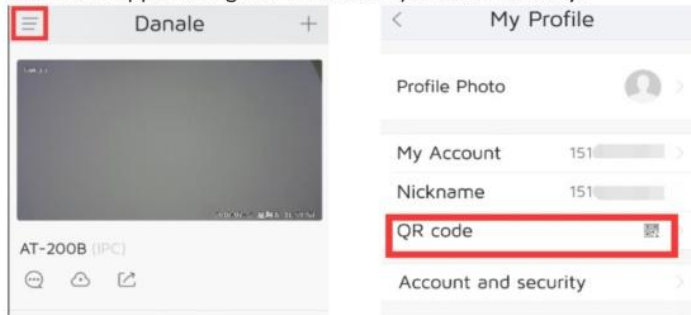 Danale
AT-200B (IPC)
My Profile
Profile Photo
My Account 151
Nickname 151
QR code
Account and security